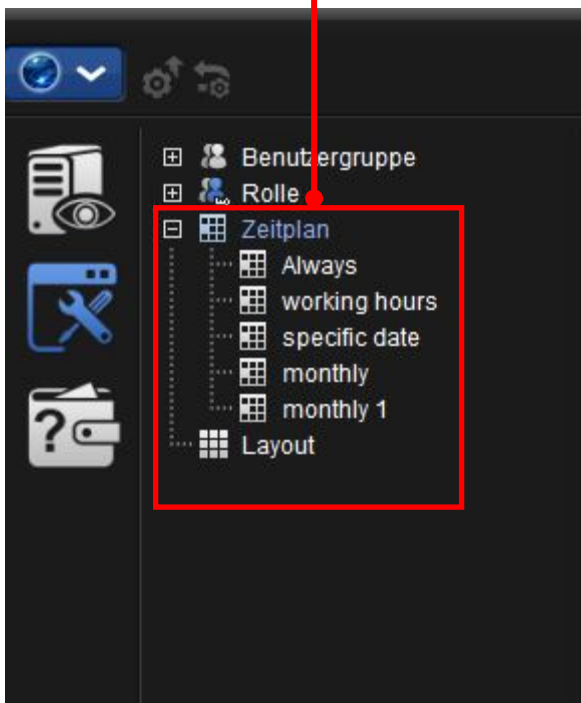 Benutzergruppe
Rolle
Zeitplan
Always
working hours
specific date
monthly
monthly 1
Layout
?